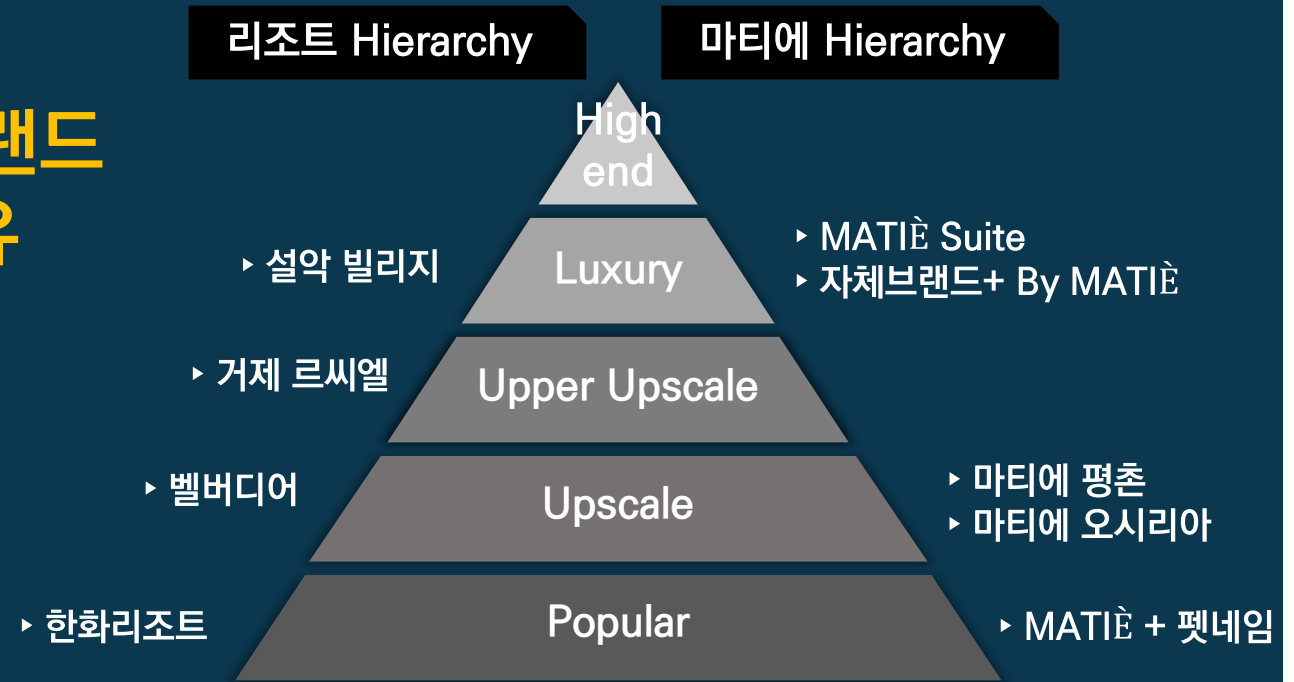 리조트 Hierarchy
마티에 Hierarchy
랜드
High
end
▸ 설악 빌리지
Luxury
▸ MATIÈ Suite
▸ 자체브랜드+ By MATIÈ
▸ 거제 르씨엘
Upper Upscale
▸ 벨버디어
Upscale
▸ 마티에 평촌
▸ 마티에 오시리아
▸ 한화리조트
Popular
▸ MATIÈ + 펫네임